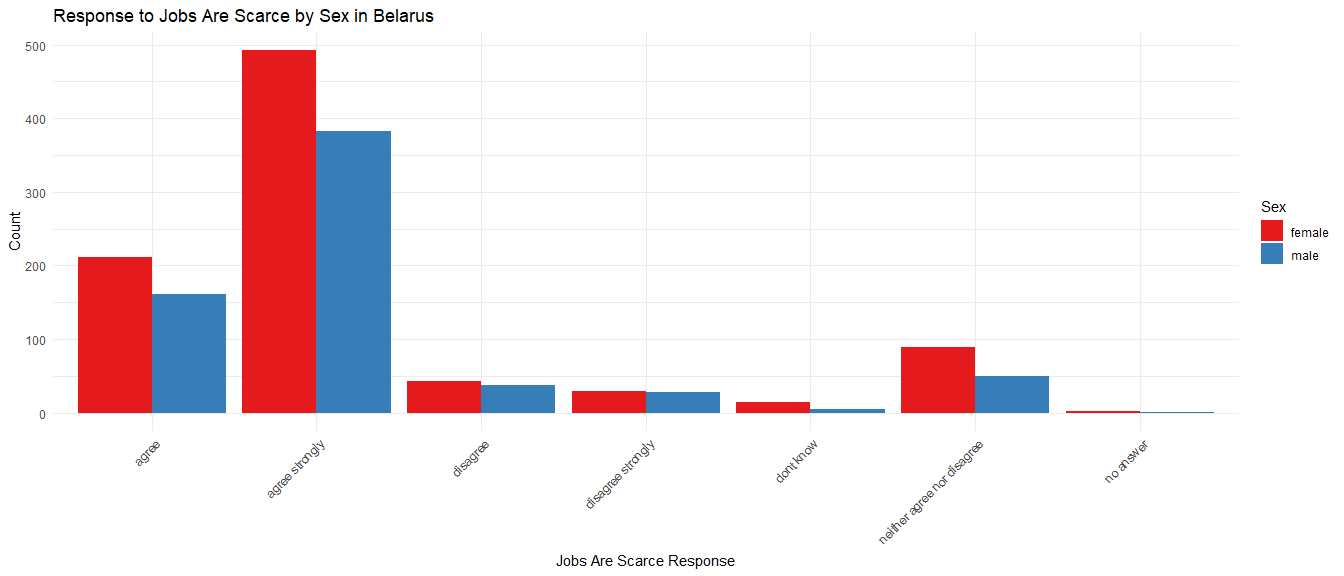 Response to Jobs Are Scarce by Sex in Belarus
Count
500
400
300
200
100
0
agree
agree strongly
disagree
disagree strongly
dont know
neither agree nor disagree
no answer
Jobs Are Scarce Response
Sex
female
male